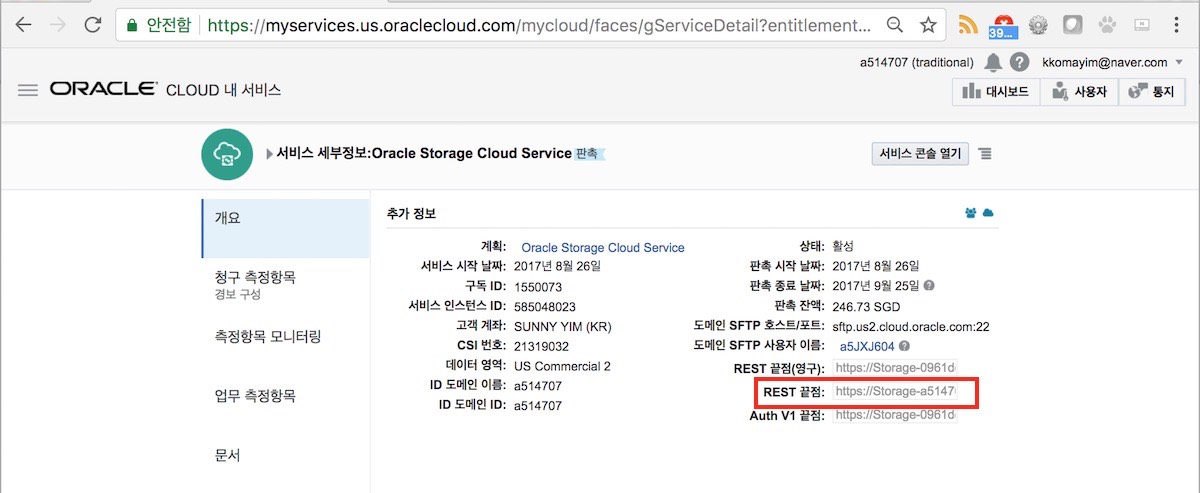 안전함 https://myservices.us.oraclecloud.com/mycloud/faces/gServiceDetail?entitlement...
39...
a514707 (traditional) kkomayim@naver.com
ORACLE CLOUD 내 서비스
대시보드 사용자 통지
서비스 세부정보:Oracle Storage Cloud Service 판촉
서비스 콘솔 열기
개요
청구 측정항목
경보 구성
측정항목 모니터링
업무 측정항목
문서
추가 정보
계획: Oracle Storage Cloud Service
서비스 시작 날짜: 2017년 8월 26일
구독 ID: 1550073
서비스 인스턴스 ID: 585048023
고객 계좌: SUNNY YIM (KR)
CSI 번호: 21319032
데이터 영역: US Commercial 2
ID 도메인 이름: a514707
ID 도메인 ID: a514707
상태: 활성
판촉 시작 날짜: 2017년 8월 26일
판촉 종료 날짜: 2017년 9월 25일
판촉 잔액: 246.73 SGD
도메인 SFTP 호스트/포트: sftp.us2.cloud.oracle.com:22
도메인 SFTP 사용자 이름: a5JXJ604
REST 끝점(영구): https://Storage-0961d
REST 끝점: https://Storage-a5147
Auth V1 끝점: https://Storage-0961d